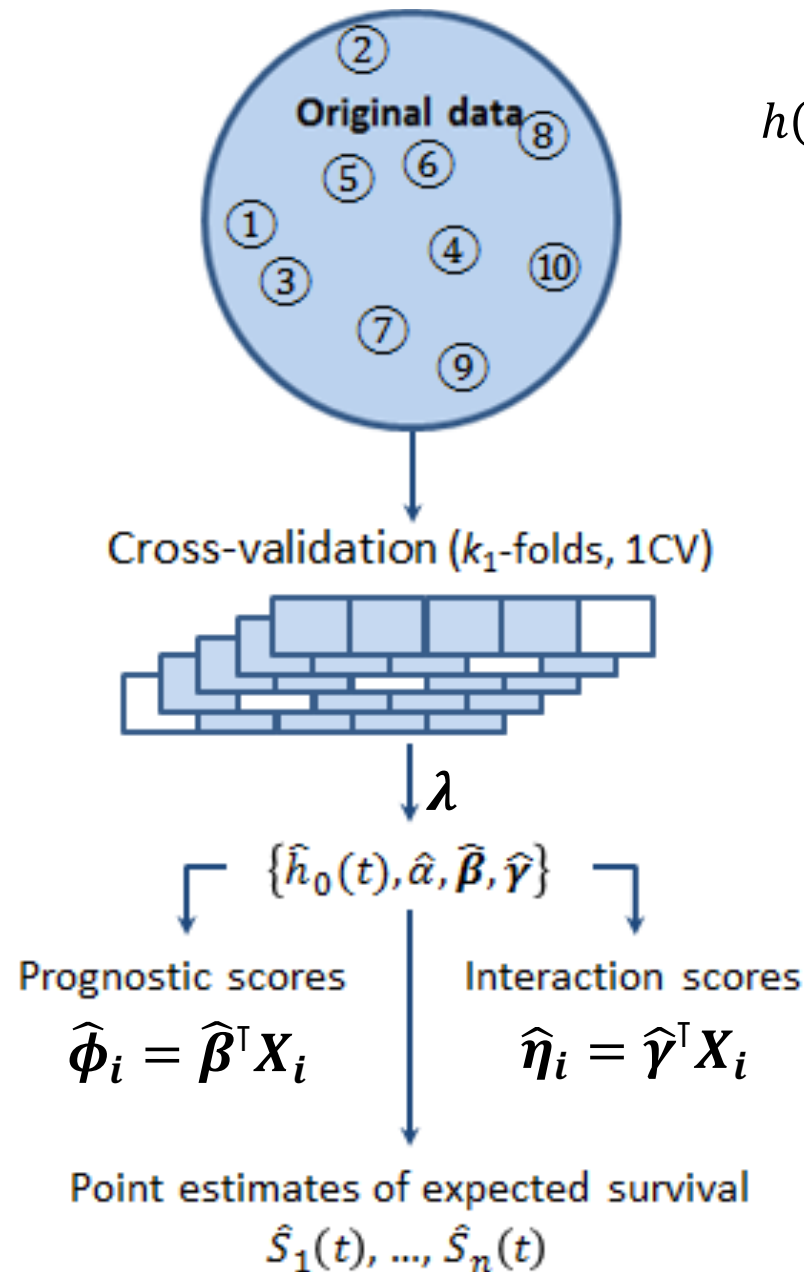 ②
Original data
⑧
h(
⑤ ⑥
①
④
③
⑩
⑦
⑨
Cross-validation (k₁-folds, 1CV)
λ
{ĥ₀(t), α̂, β̂, γ̂}
Prognostic scores
Interaction scores
ϕ̂ᵢ = β̂ᵀXᵢ
η̂ᵢ = γ̂ᵀXᵢ
Point estimates of expected survival
Ŝ₁(t), ..., Ŝₙ(t)